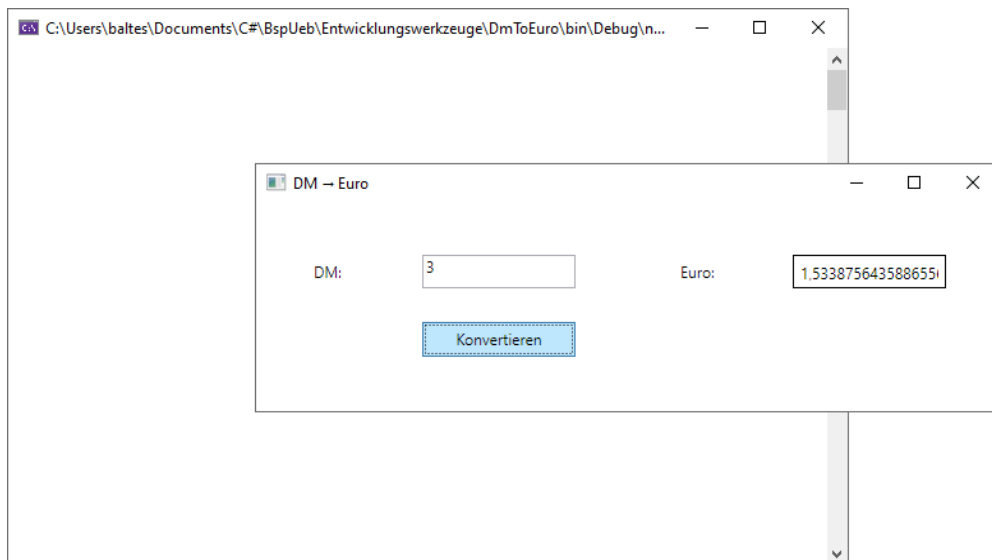 C:\Users\baltes\Documents\C#\BspUeb\Entwicklungswerkzeuge\DmToEuro\bin\Debug\n...
DM → Euro
DM:
3
Euro:
1,533875643588655
Konvertieren